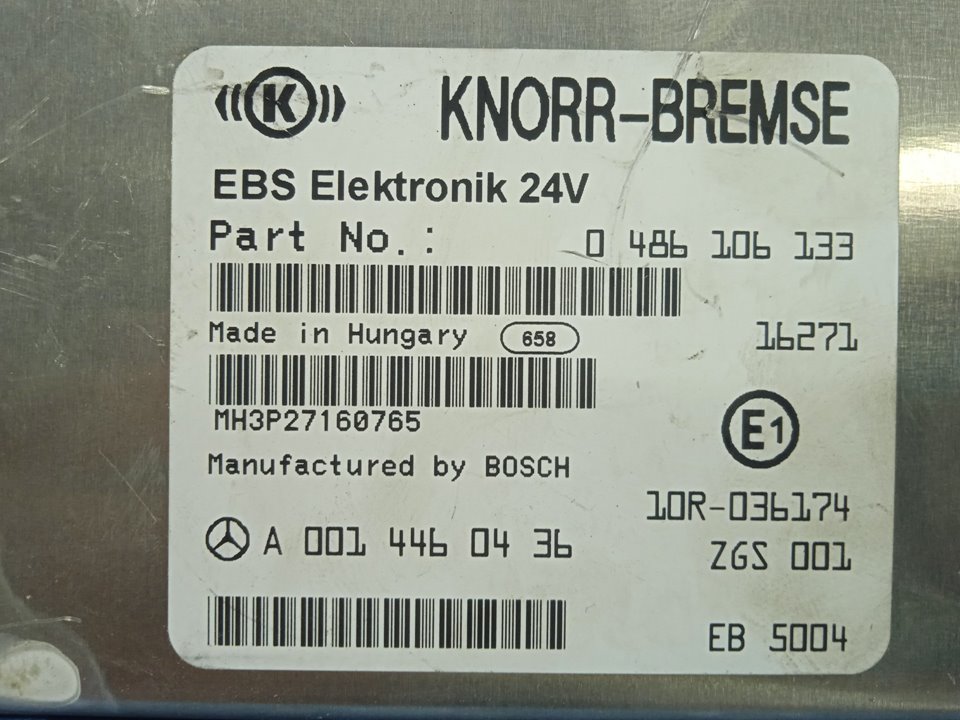 K KNORR-BREMSE
EBS Elektronik 24V
Part No.: 0 486 106 133
Made in Hungary 658 16271
MH3P27160765
E1
Manufactured by BOSCH
10R-036174
A 001 446 04 36
ZGS 001
EB 5004